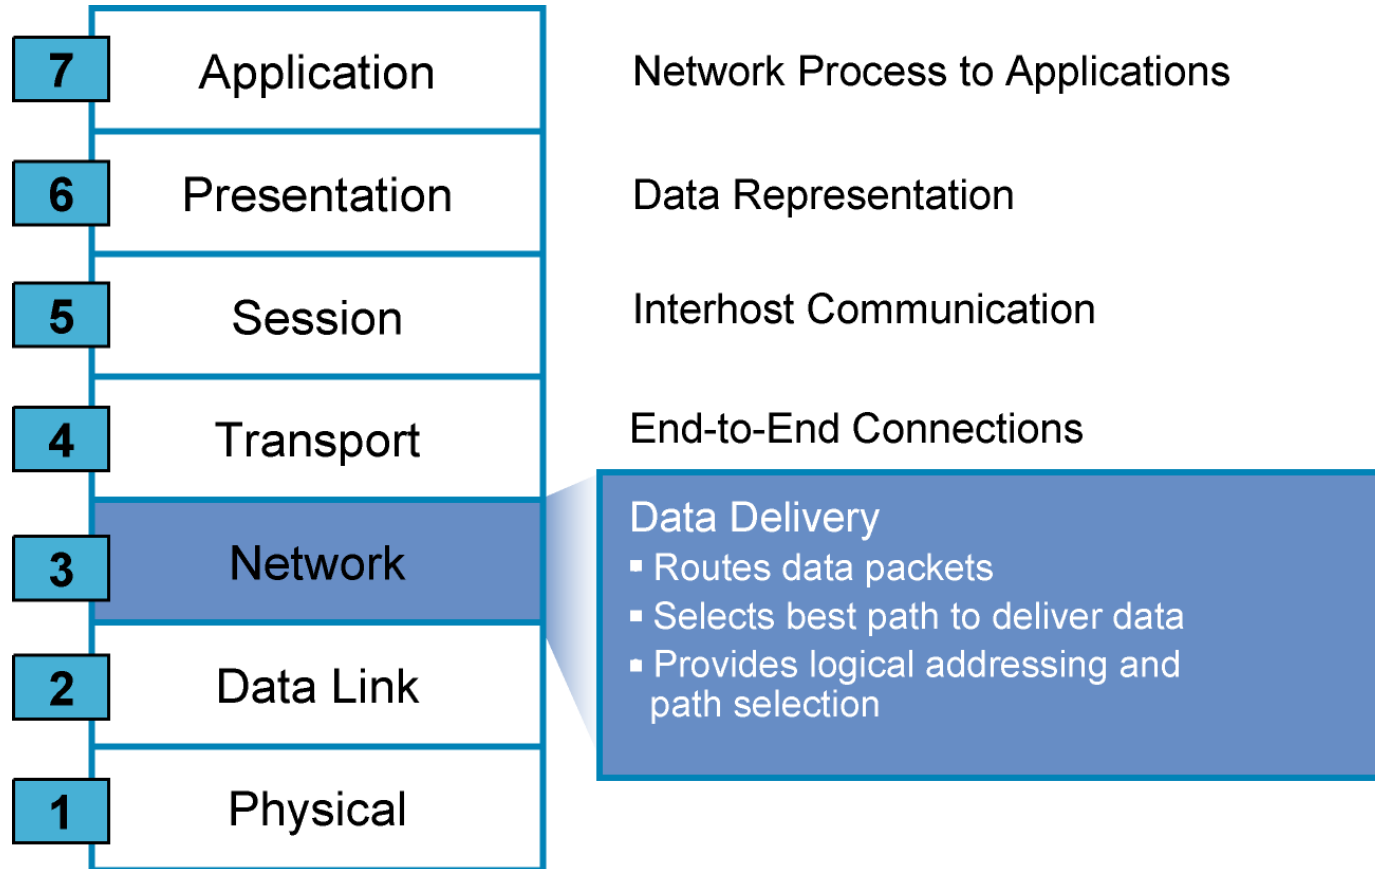 7 Application Network Process to Applications
6 Presentation Data Representation
5 Session Interhost Communication
4 Transport End-to-End Connections
3 Network
Data Delivery
▪ Routes data packets
▪ Selects best path to deliver data
▪ Provides logical addressing and
path selection
2 Data Link
1 Physical